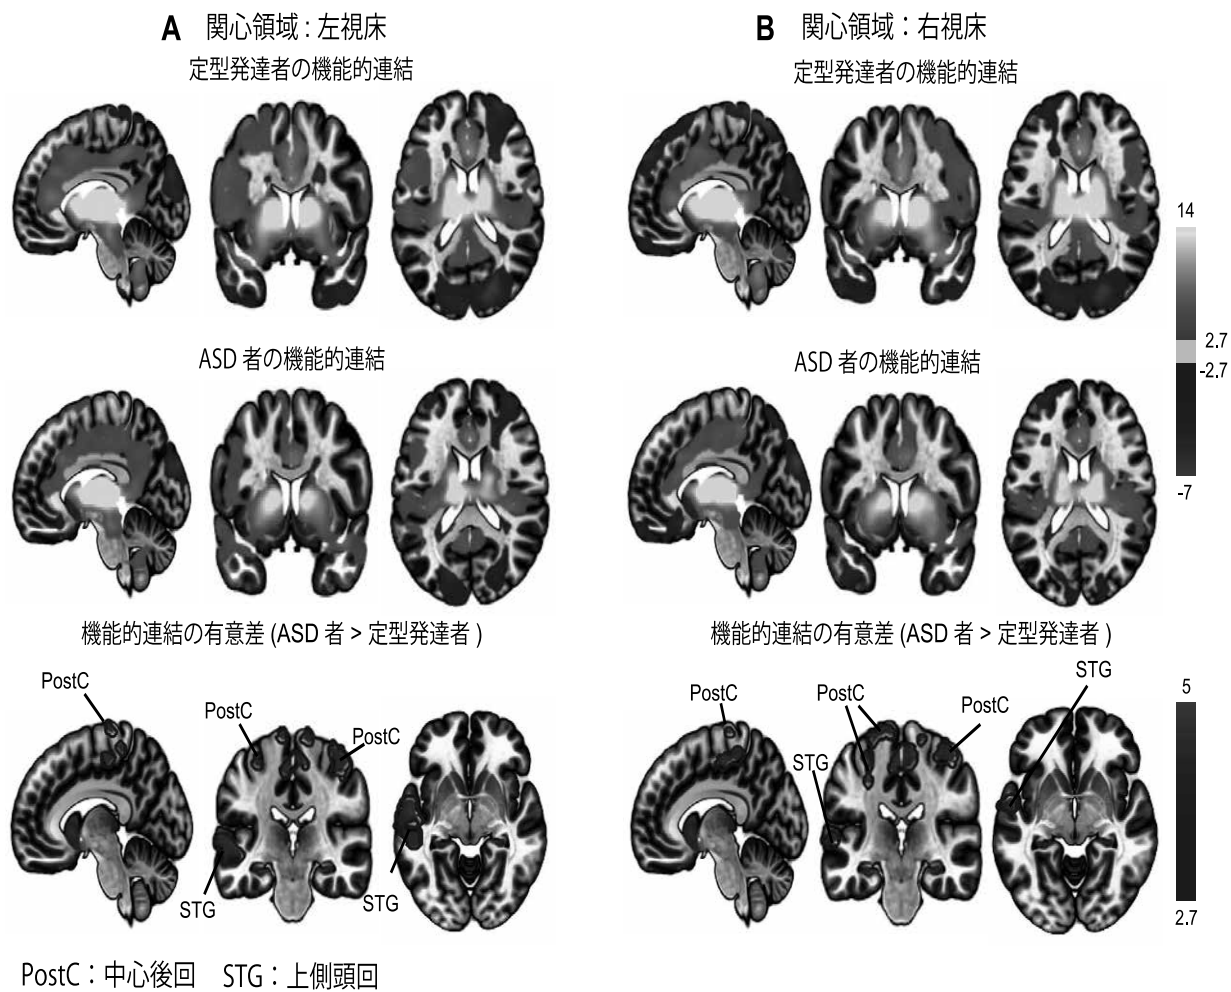 A 関心領域 : 左視床
定型発達者の機能的連結
ASD 者の機能的連結
機能的連結の有意差 (ASD 者 > 定型発達者 )
PostC
PostC
PostC
STG
STG
B 関心領域：右視床
定型発達者の機能的連結
ASD 者の機能的連結
機能的連結の有意差 (ASD 者 > 定型発達者 )
STG
PostC
PostC
PostC
STG
14
2.7
-2.7
-7
5
2.7
PostC：中心後回 STG：上側頭回